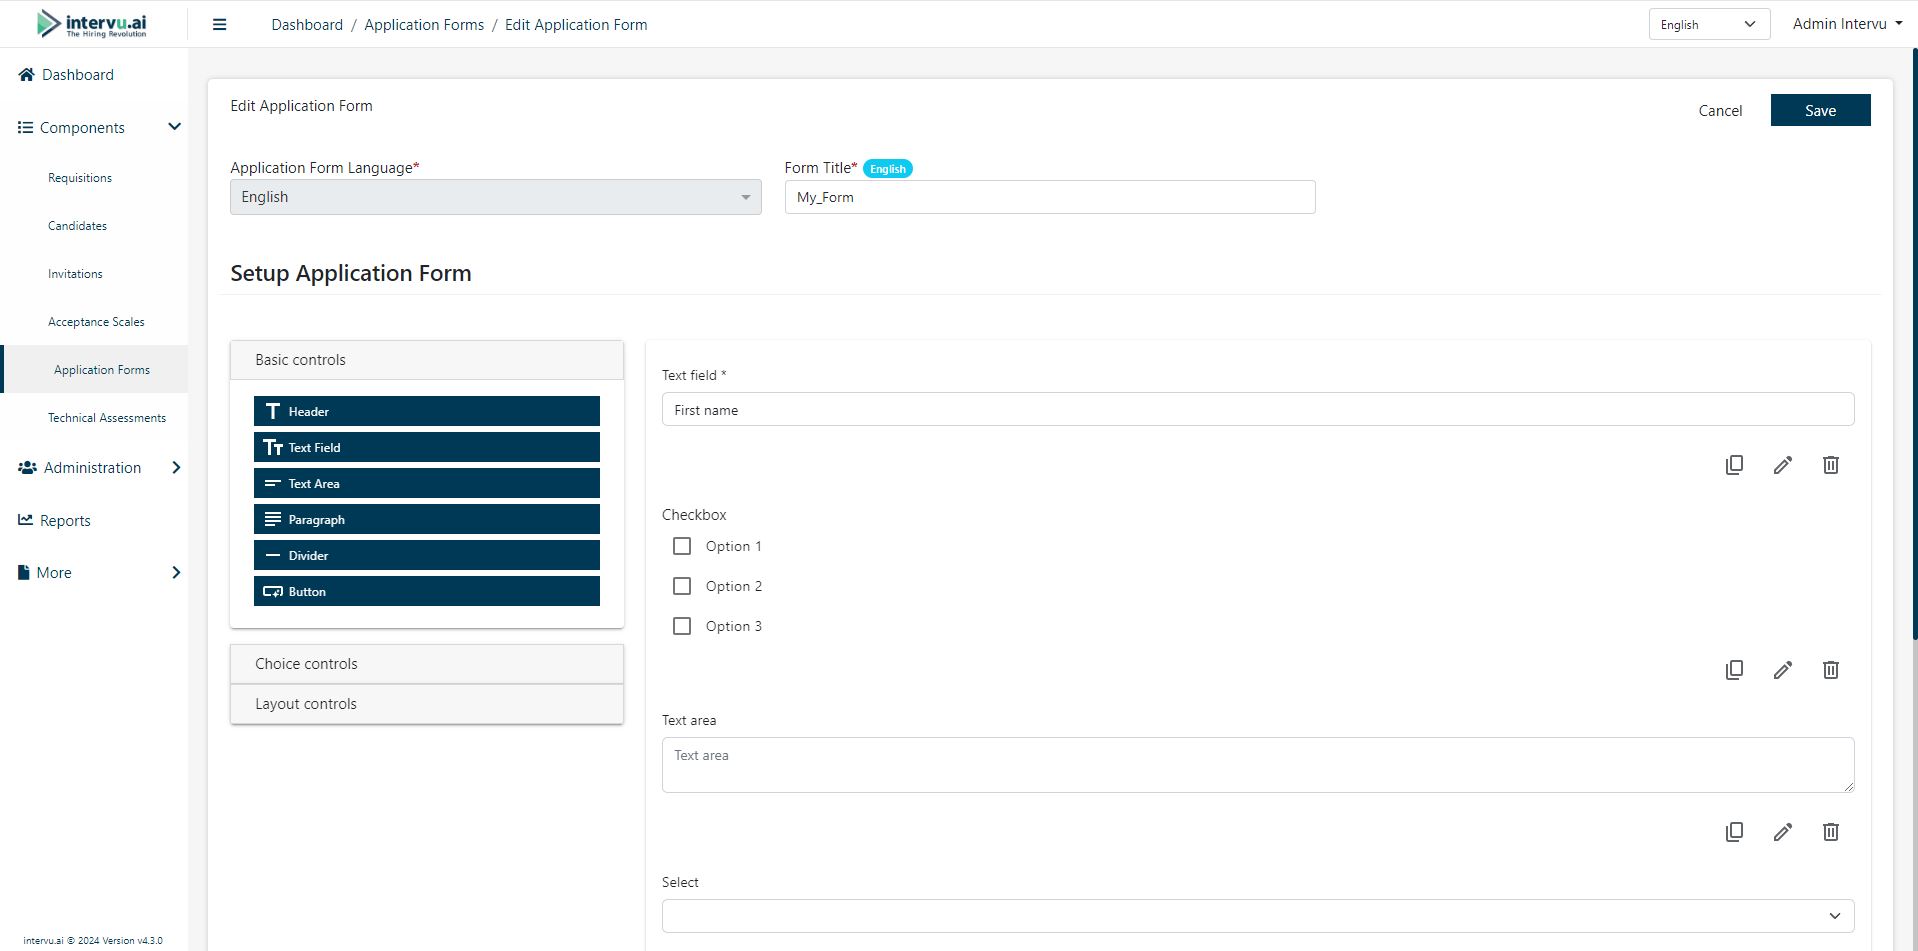 intervu.ai
The Hiring Revolution
Dashboard / Application Forms / Edit Application Form
English
Admin Intervu
Dashboard
Components
Requisitions
Candidates
Invitations
Acceptance Scales
Application Forms
Technical Assessments
Administration
Reports
More
intervu.ai © 2024 Version v4.3.0
Edit Application Form
Cancel
Save
Application Form Language*
English
Form Title* English
My_Form
Setup Application Form
Basic controls
Header
Text Field
Text Area
Paragraph
Divider
Button
Choice controls
Layout controls
Text field *
First name
Checkbox
Option 1
Option 2
Option 3
Text area
Text area
Select